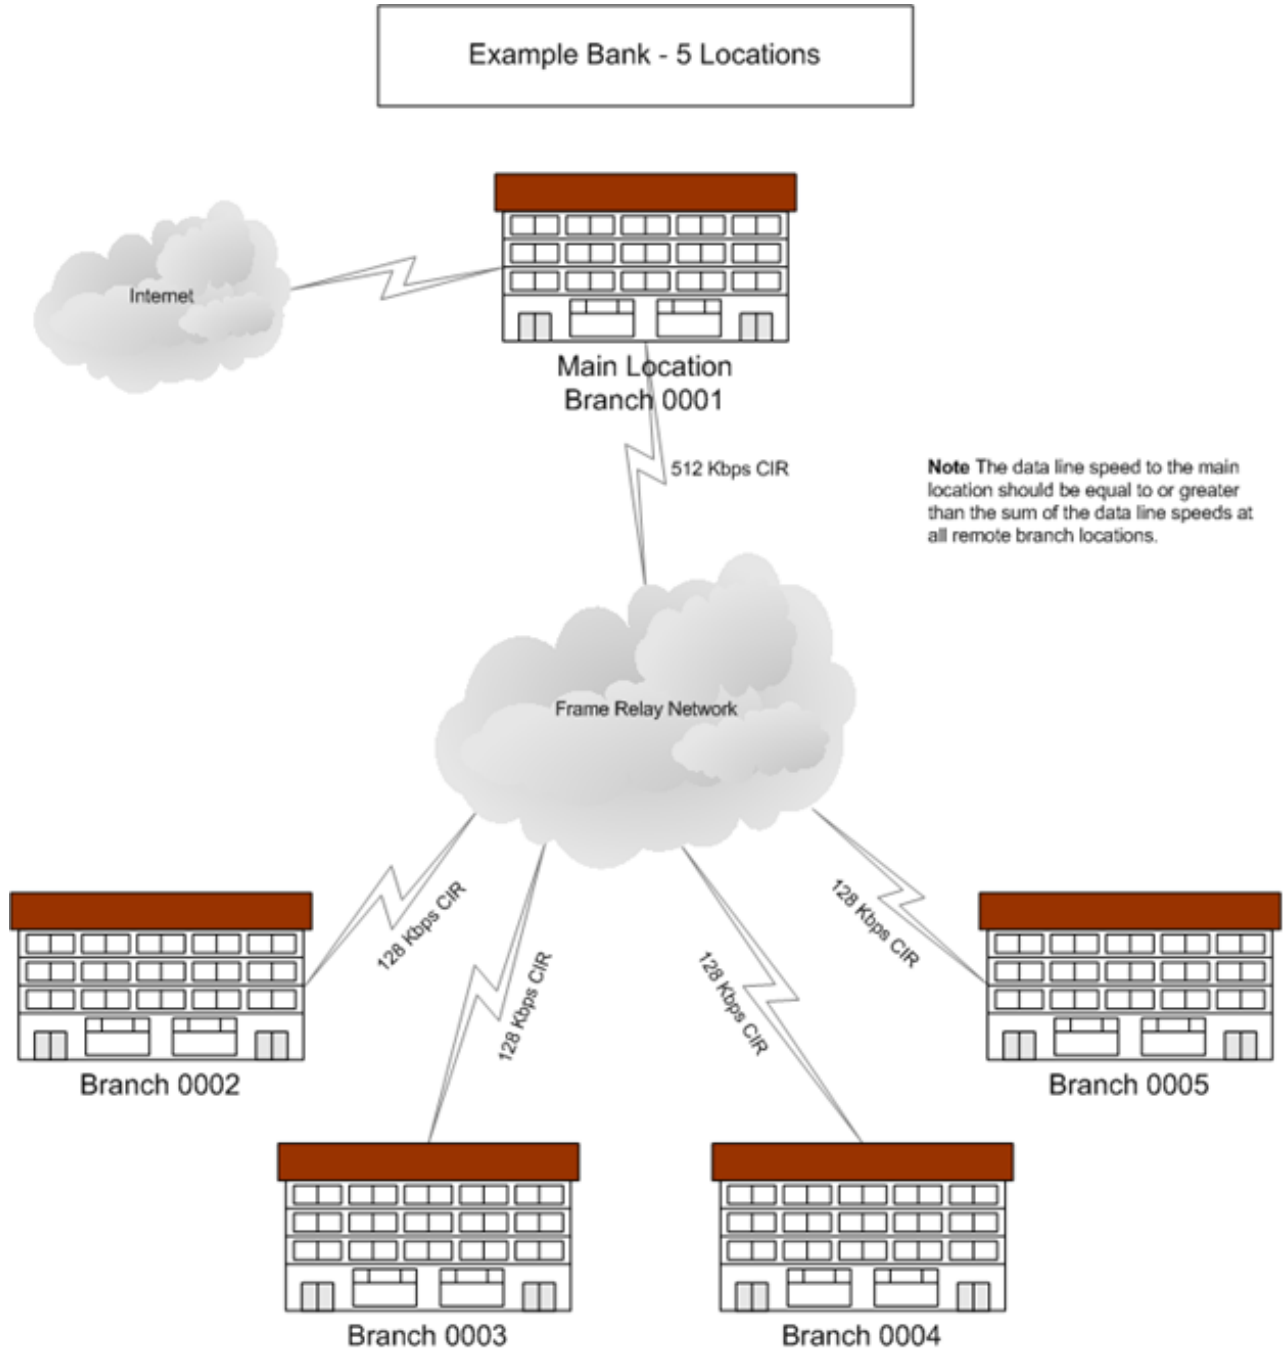 Example Bank - 5 Locations
Internet
Main Location
Branch 0001
512 Kbps CIR
Note The data line speed to the main
location should be equal to or greater
than the sum of the data line speeds at
all remote branch locations.
Frame Relay Network
128 Kbps CIR
128 Kbps CIR
128 Kbps CIR
128 Kbps CIR
Branch 0002
Branch 0005
Branch 0003
Branch 0004